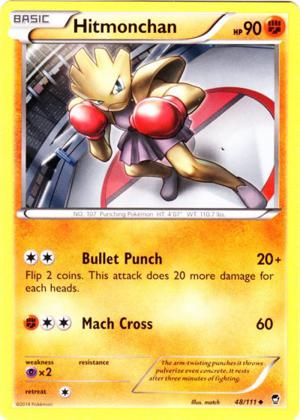 BASIC
Hitmonchan
HP 90
NO. 107 Punching Pokémon HT. 4'07" WT. 110.7 lbs.
Bullet Punch 20+
Flip 2 coins. This attack does 20 more damage for
each heads.
Mach Cross 60
weakness
×2
resistance
retreat
The arm-twisting punches it throws
pulverize even concrete. It rests
after three minutes of fighting.
Illus. match 48/111
©2014 Pokémon